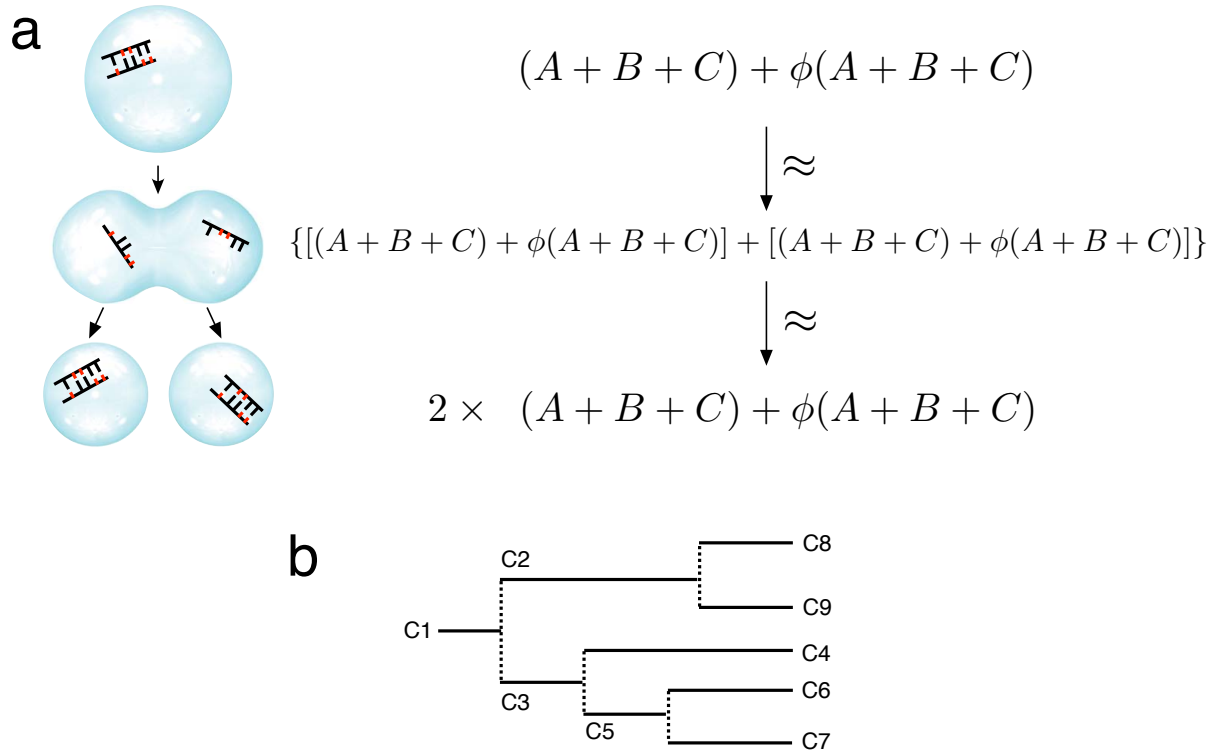 a
(A + B + C) + ϕ(A + B + C)
≈
{[(A + B + C) + ϕ(A + B + C)] + [(A + B + C) + ϕ(A + B + C)]}
≈
2 × (A + B + C) + ϕ(A + B + C)
b
C8
C2
C9
C1
C4
C6
C3
C5
C7